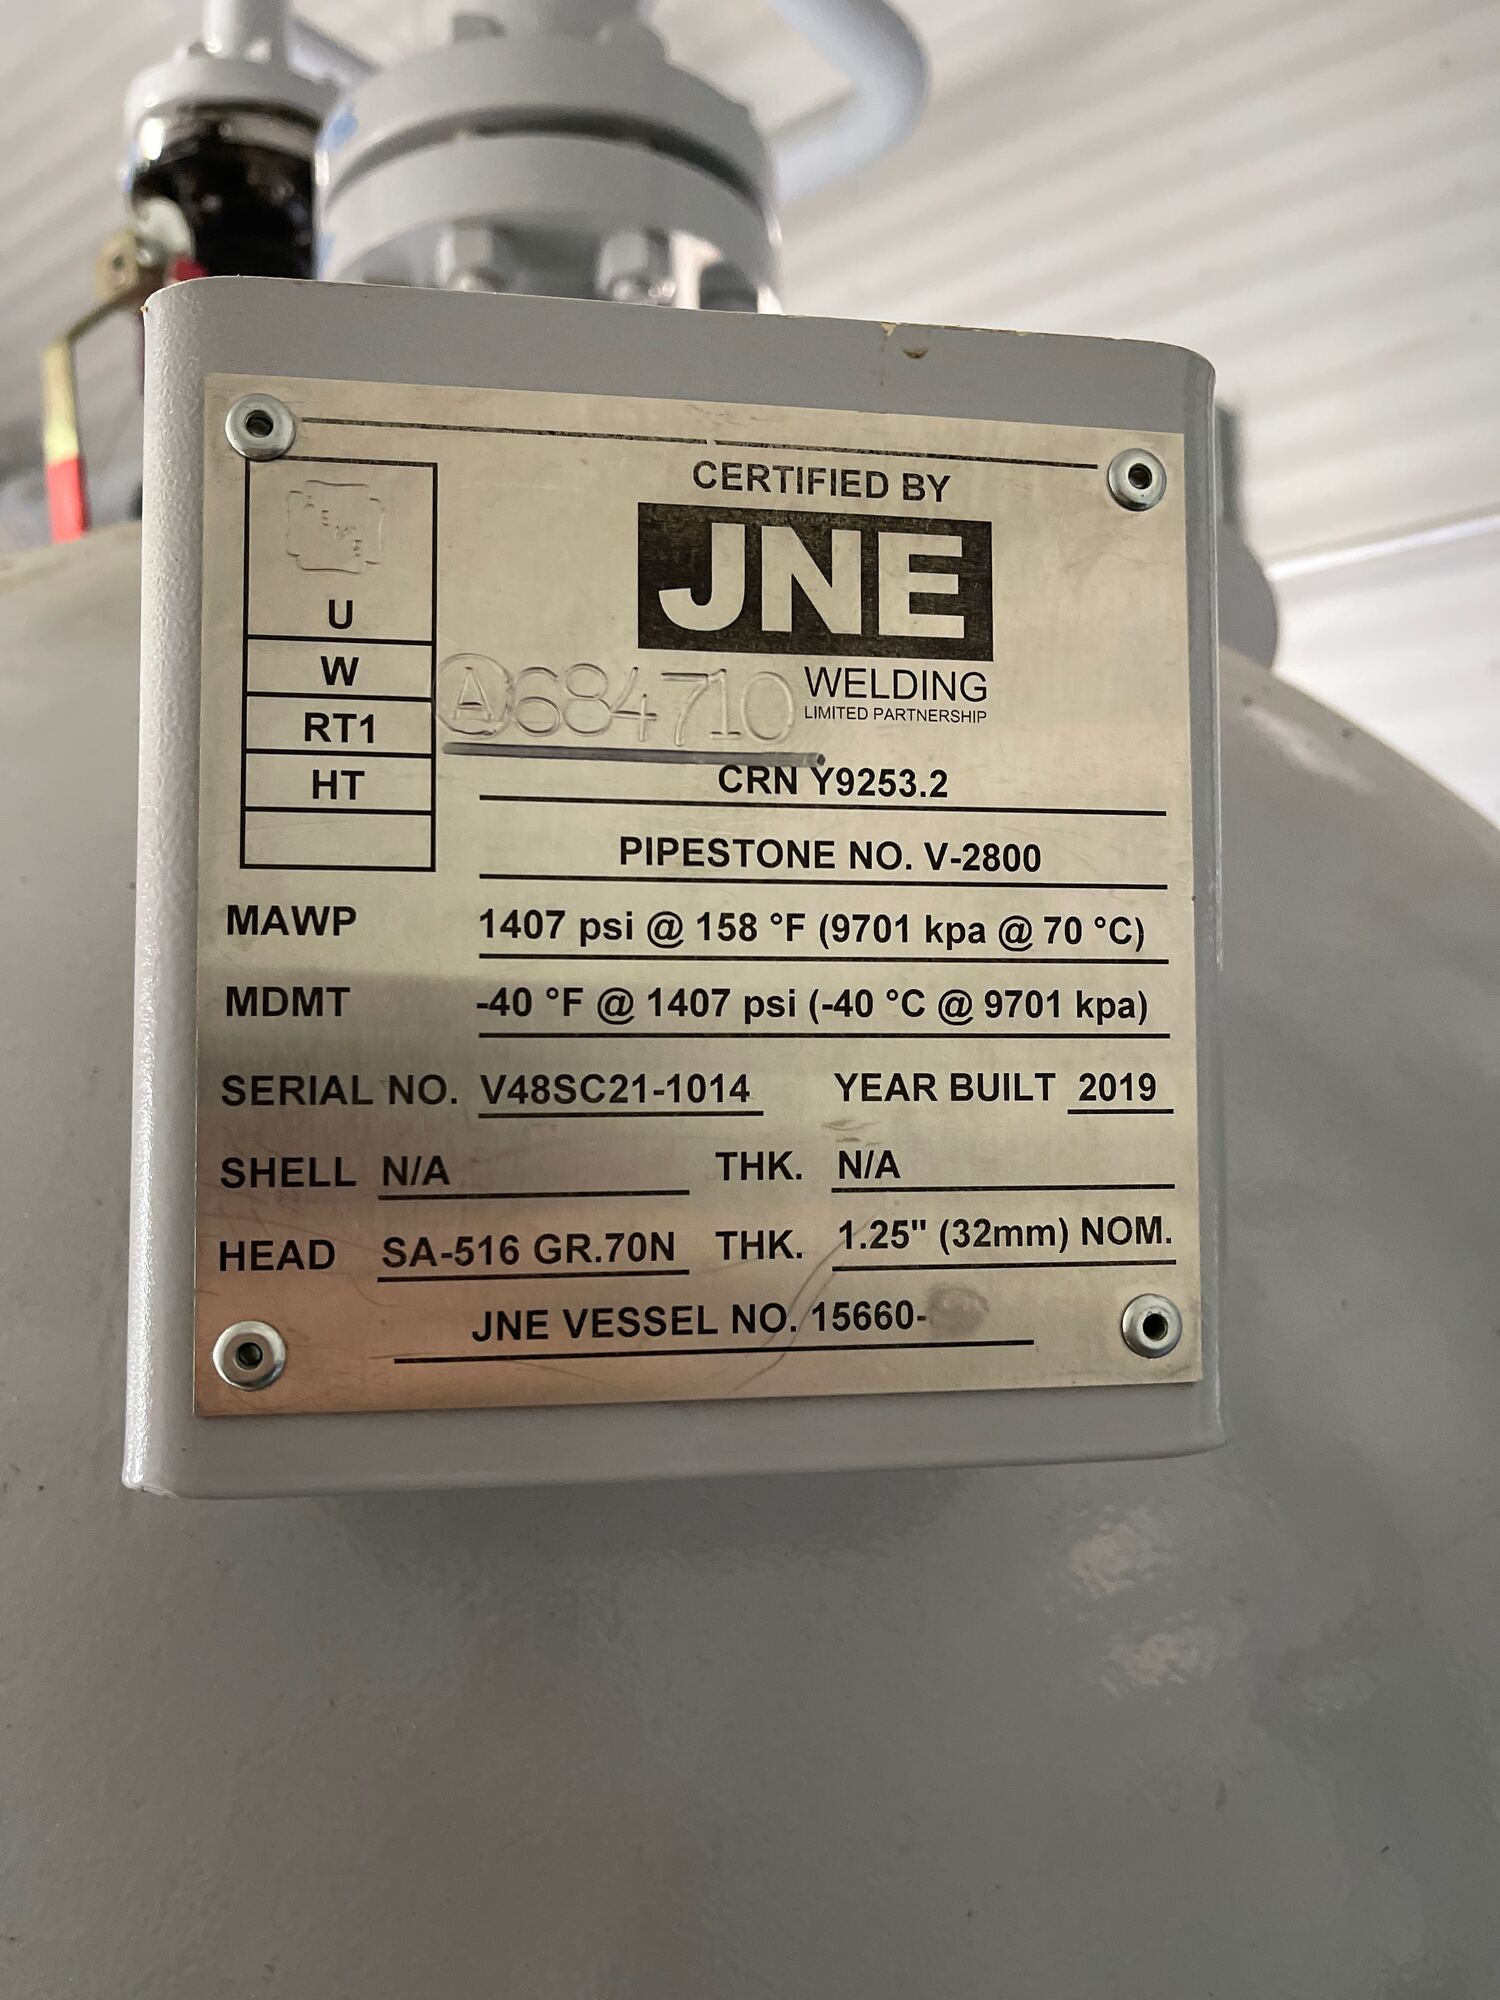 CERTIFIED BY
JNE
WELDING
LIMITED PARTNERSHIP
U
W
RT1
HT
A684710
CRN Y9253.2
PIPESTONE NO. V-2800
MAWP 1407 psi @ 158 °F (9701 kpa @ 70 °C)
MDMT -40 °F @ 1407 psi (-40 °C @ 9701 kpa)
SERIAL NO. V48SC21-1014 YEAR BUILT 2019
SHELL N/A THK. N/A
HEAD SA-516 GR.70N THK. 1.25" (32mm) NOM.
JNE VESSEL NO. 15660-